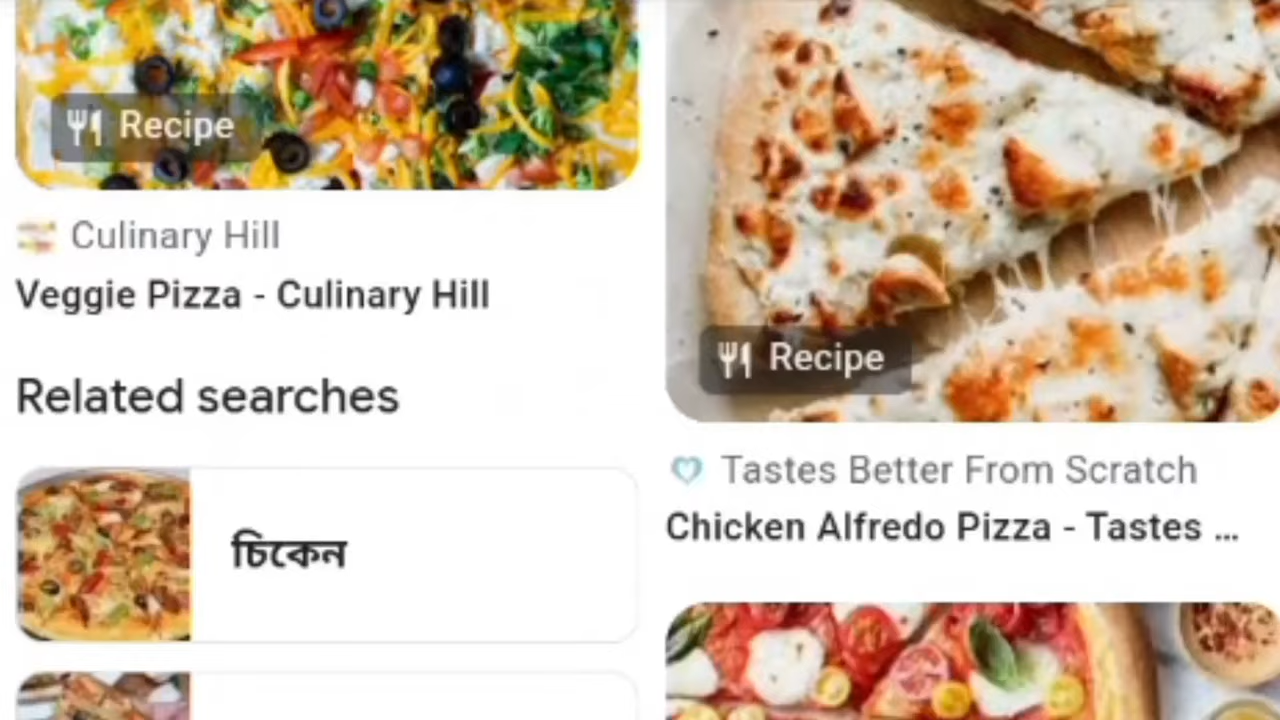 Recipe
Culinary Hill
Veggie Pizza - Culinary Hill
Related searches
চিকেন
Recipe
Tastes Better From Scratch
Chicken Alfredo Pizza - Tastes ...